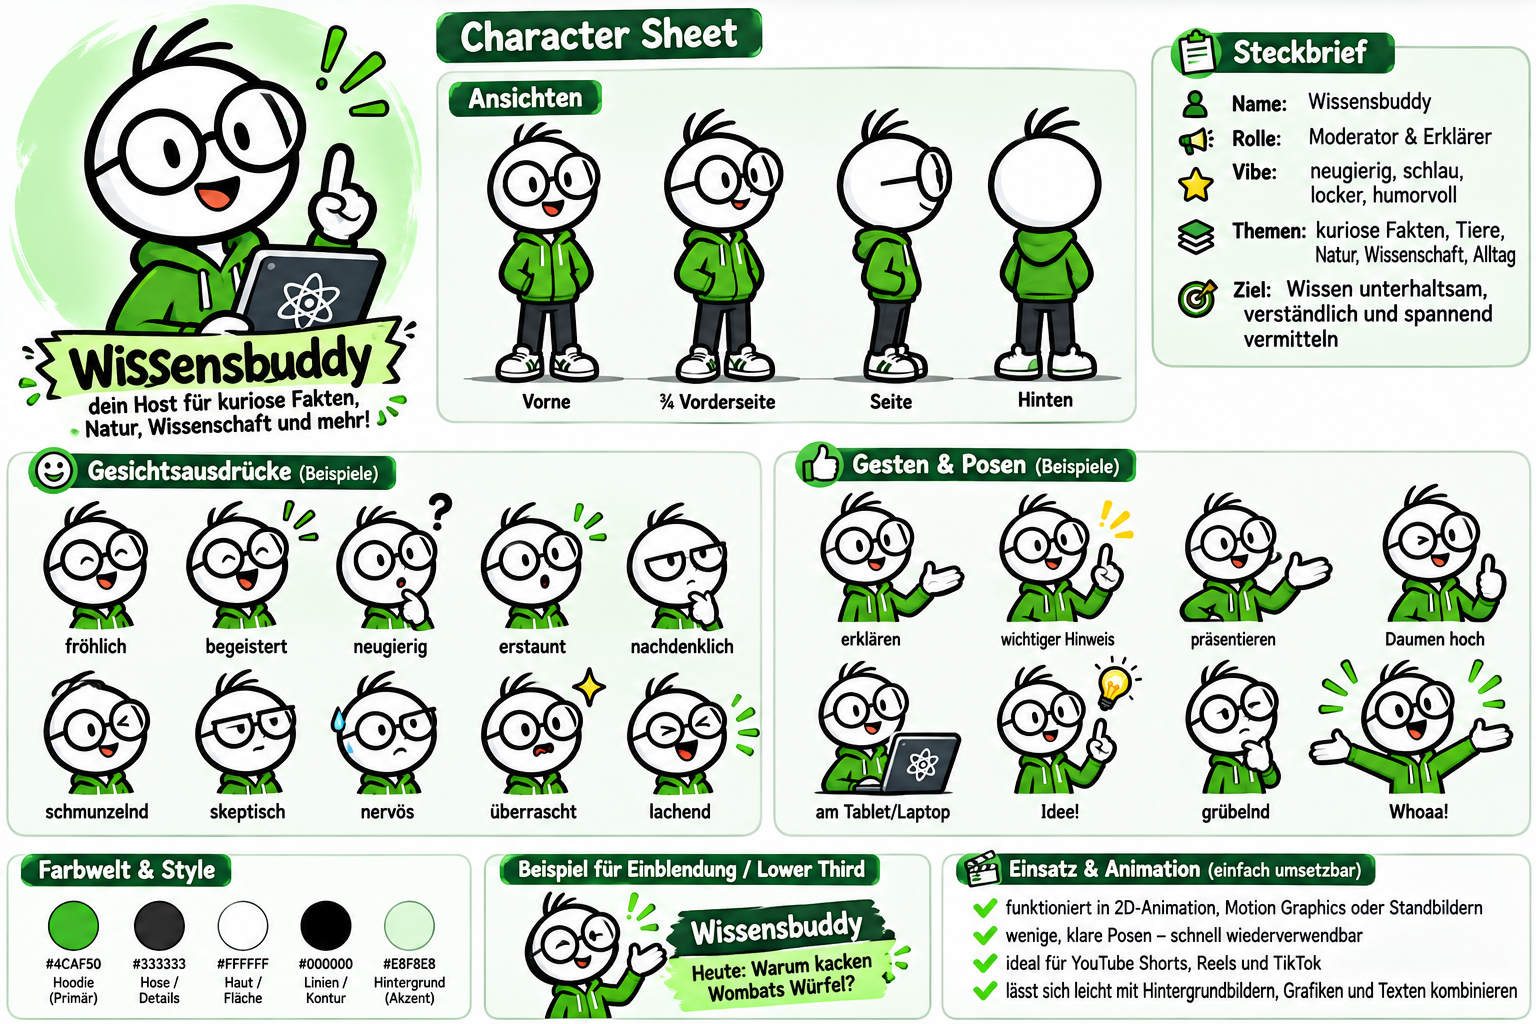 Wissensbuddy
dein Host für kuriose Fakten,
Natur, Wissenschaft und mehr!
Character Sheet
Ansichten
Vorne
¾ Vorderseite
Seite
Hinten
Steckbrief
Name: Wissensbuddy
Rolle: Moderator & Erklärer
Vibe: neugierig, schlau,
locker, humorvoll
Themen: kuriose Fakten, Tiere,
Natur, Wissenschaft, Alltag
Ziel: Wissen unterhaltsam,
verständlich und spannend
vermitteln
Gesichtsausdrücke (Beispiele)
?
fröhlich
begeistert
neugierig
erstaunt
nachdenklich
schmunzelnd
skeptisch
nervös
überrascht
lachend
Gesten & Posen (Beispiele)
erklären
wichtiger Hinweis
präsentieren
Daumen hoch
am Tablet/Laptop
Idee!
grübelnd
Whoaa!
Farbwelt & Style
#4CAF50
Hoodie
(Primär)
#333333
Hose /
Details
#FFFFFF
Haut /
Fläche
#000000
Linien /
Kontur
#E8F8E8
Hintergrund
(Akzent)
Beispiel für Einblendung / Lower Third
Wissensbuddy
Heute: Warum kacken
Wombats Würfel?
Einsatz & Animation (einfach umsetzbar)
funktioniert in 2D-Animation, Motion Graphics oder Standbildern
wenige, klare Posen – schnell wiederverwendbar
ideal für YouTube Shorts, Reels und TikTok
lässt sich leicht mit Hintergrundbildern, Grafiken und Texten kombinieren